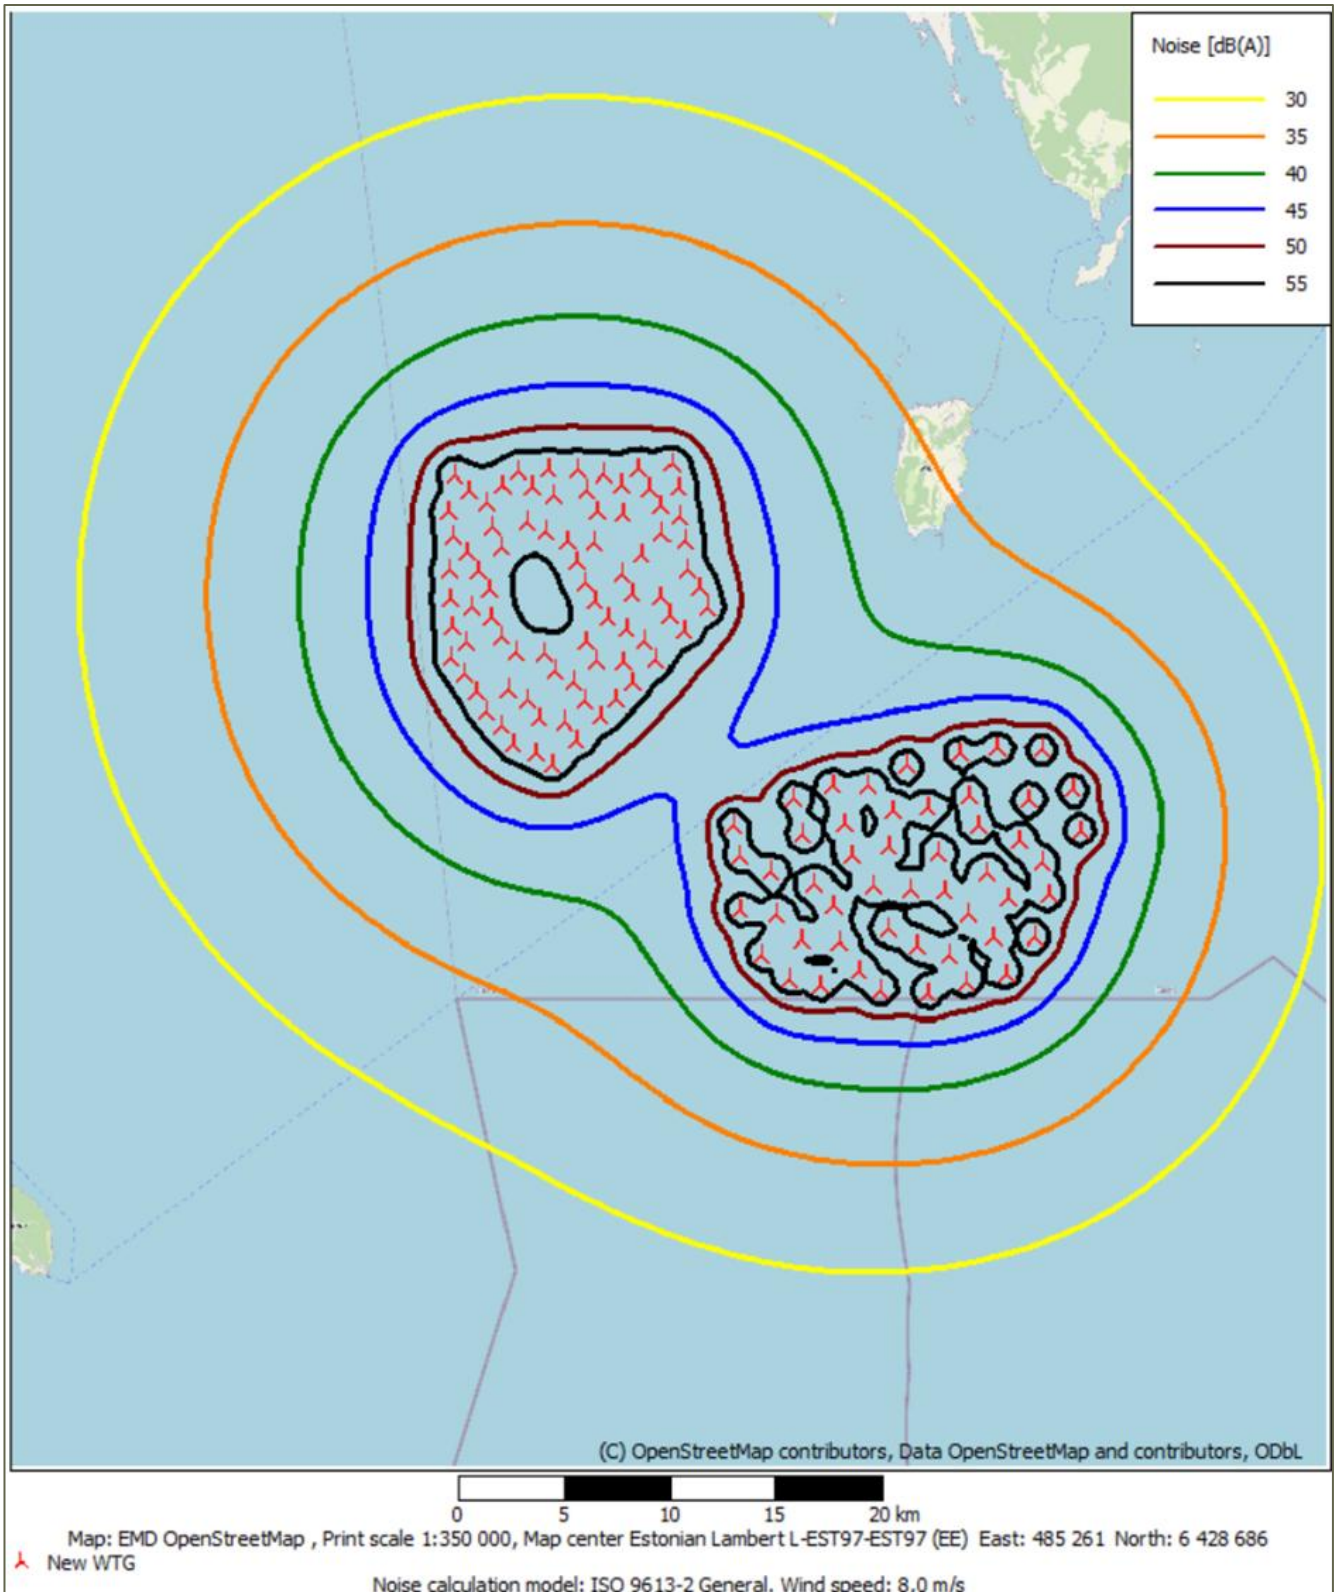 Noise [dB(A)]
30
35
40
45
50
55
(C) OpenStreetMap contributors, Data OpenStreetMap and contributors, ODbL
0 5 10 15 20 km
Map: EMD OpenStreetMap , Print scale 1:350 000, Map center Estonian Lambert L-EST97-EST97 (EE) East: 485 261 North: 6 428 686
New WTG
Noise calculation model: ISO 9613-2 General. Wind speed: 8.0 m/s